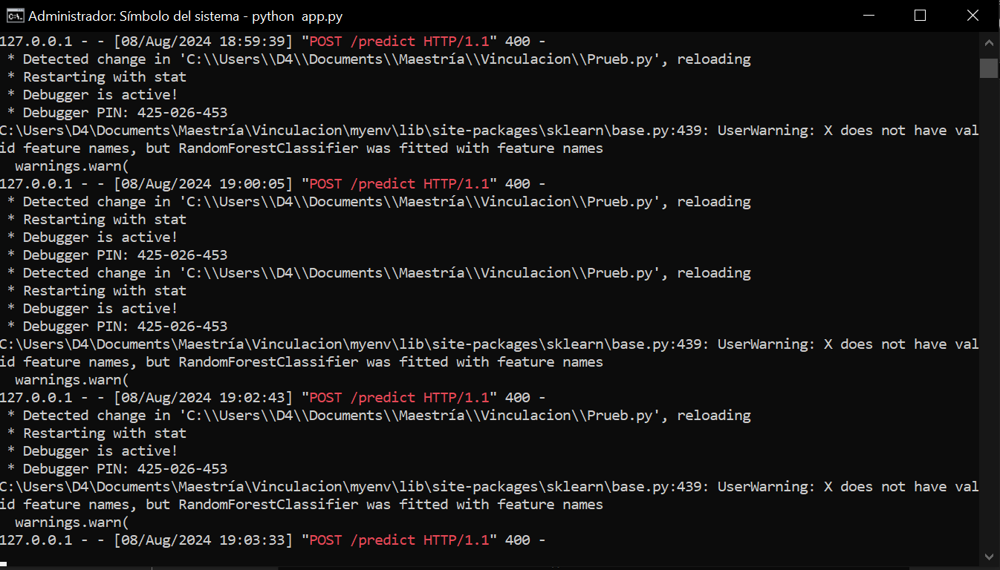 Administrador: Símbolo del sistema - python  app.py
127.0.0.1 - - [08/Aug/2024 18:59:39] "POST /predict HTTP/1.1" 400 -
 * Detected change in 'C:\\Users\\D4\\Documents\\Maestría\\Vinculacion\\Prueb.py', reloading
 * Restarting with stat
 * Debugger is active!
 * Debugger PIN: 425-026-453
C:\Users\D4\Documents\Maestría\Vinculacion\myenv\lib\site-packages\sklearn\base.py:439: UserWarning: X does not have val
id feature names, but RandomForestClassifier was fitted with feature names
  warnings.warn(
127.0.0.1 - - [08/Aug/2024 19:00:05] "POST /predict HTTP/1.1" 400 -
 * Detected change in 'C:\\Users\\D4\\Documents\\Maestría\\Vinculacion\\Prueb.py', reloading
 * Restarting with stat
 * Debugger is active!
 * Debugger PIN: 425-026-453
 * Detected change in 'C:\\Users\\D4\\Documents\\Maestría\\Vinculacion\\Prueb.py', reloading
 * Restarting with stat
 * Debugger is active!
 * Debugger PIN: 425-026-453
C:\Users\D4\Documents\Maestría\Vinculacion\myenv\lib\site-packages\sklearn\base.py:439: UserWarning: X does not have val
id feature names, but RandomForestClassifier was fitted with feature names
  warnings.warn(
127.0.0.1 - - [08/Aug/2024 19:02:43] "POST /predict HTTP/1.1" 400 -
 * Detected change in 'C:\\Users\\D4\\Documents\\Maestría\\Vinculacion\\Prueb.py', reloading
 * Restarting with stat
 * Debugger is active!
 * Debugger PIN: 425-026-453
C:\Users\D4\Documents\Maestría\Vinculacion\myenv\lib\site-packages\sklearn\base.py:439: UserWarning: X does not have val
id feature names, but RandomForestClassifier was fitted with feature names
  warnings.warn(
127.0.0.1 - - [08/Aug/2024 19:03:33] "POST /predict HTTP/1.1" 400 -